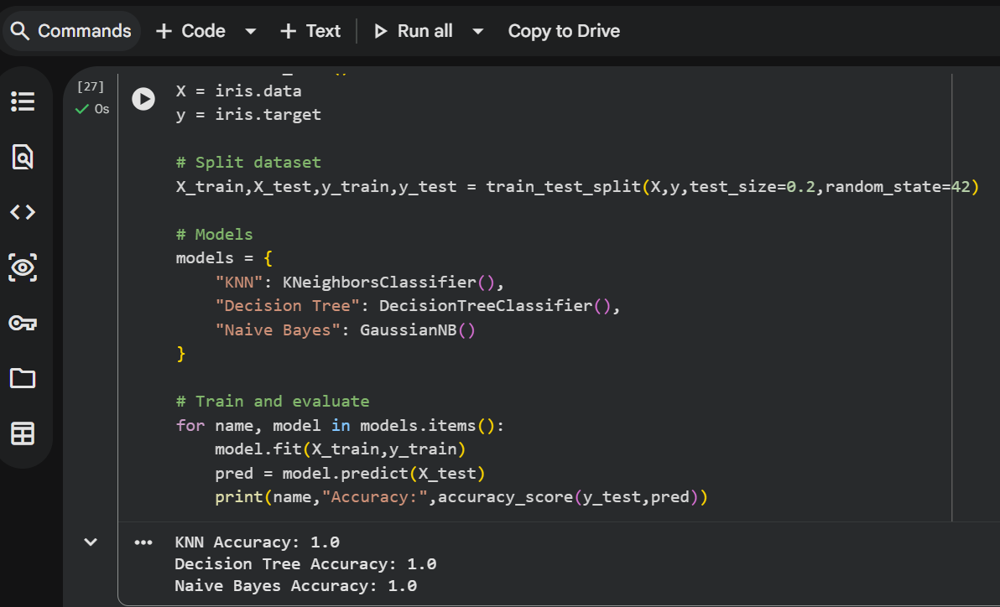 Commands + Code + Text Run all Copy to Drive
[27]
0s
X = iris.data
y = iris.target
# Split dataset
X_train,X_test,y_train,y_test = train_test_split(X,y,test_size=0.2,random_state=42)
# Models
models = {
    "KNN": KNeighborsClassifier(),
    "Decision Tree": DecisionTreeClassifier(),
    "Naive Bayes": GaussianNB()
}
# Train and evaluate
for name, model in models.items():
    model.fit(X_train,y_train)
    pred = model.predict(X_test)
    print(name,"Accuracy:",accuracy_score(y_test,pred))
KNN Accuracy: 1.0
Decision Tree Accuracy: 1.0
Naive Bayes Accuracy: 1.0